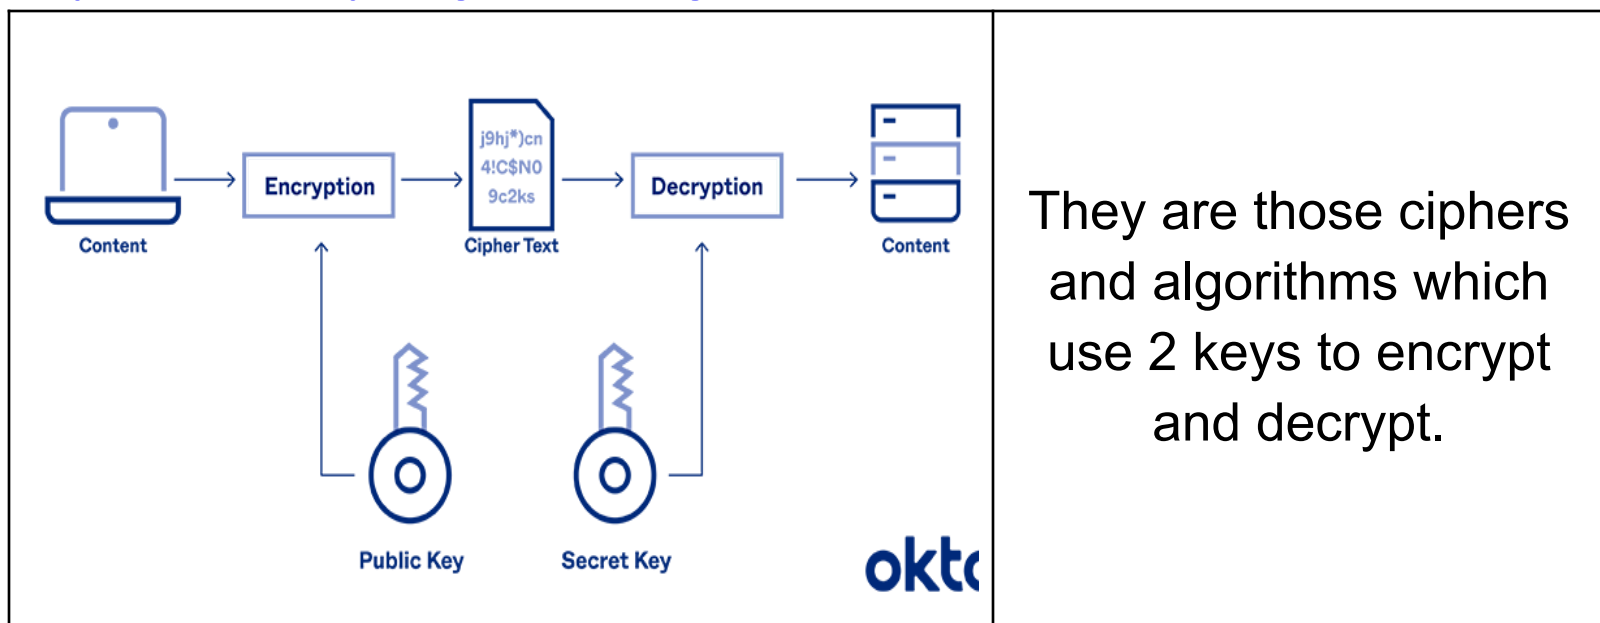 j9hj*)cn
4!C$N0
9c2ks
Encryption
Decryption
Content
Cipher Text
Content
Public Key
Secret Key
They are those ciphers
and algorithms which
use 2 keys to encrypt
and decrypt.